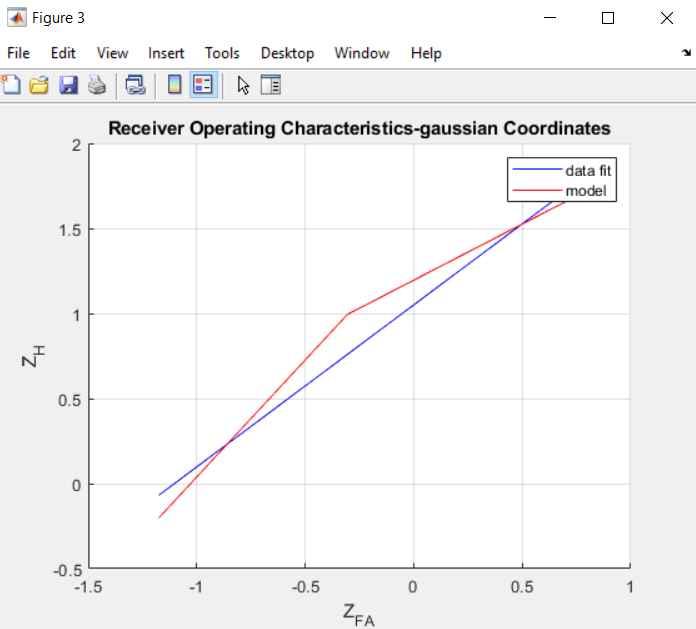 Figure 3
File Edit View Insert Tools Desktop Window Help
Receiver Operating Characteristics-gaussian Coordinates
2
1.5
1
0.5
0
-0.5
Z_H
data fit
model
-1.5 -1 -0.5 0 0.5 1
Z_FA